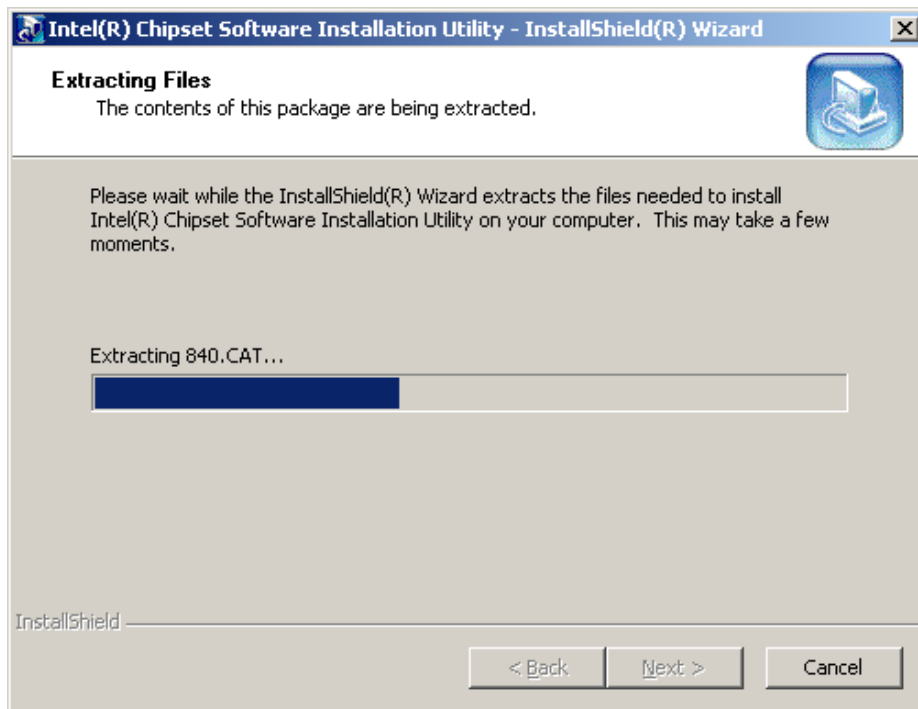 Intel(R) Chipset Software Installation Utility - InstallShield(R) Wizard
Extracting Files
The contents of this package are being extracted.
Please wait while the InstallShield(R) Wizard extracts the files needed to install
Intel(R) Chipset Software Installation Utility on your computer.  This may take a few
moments.
Extracting 840.CAT...
InstallShield
< Back
Next >
Cancel